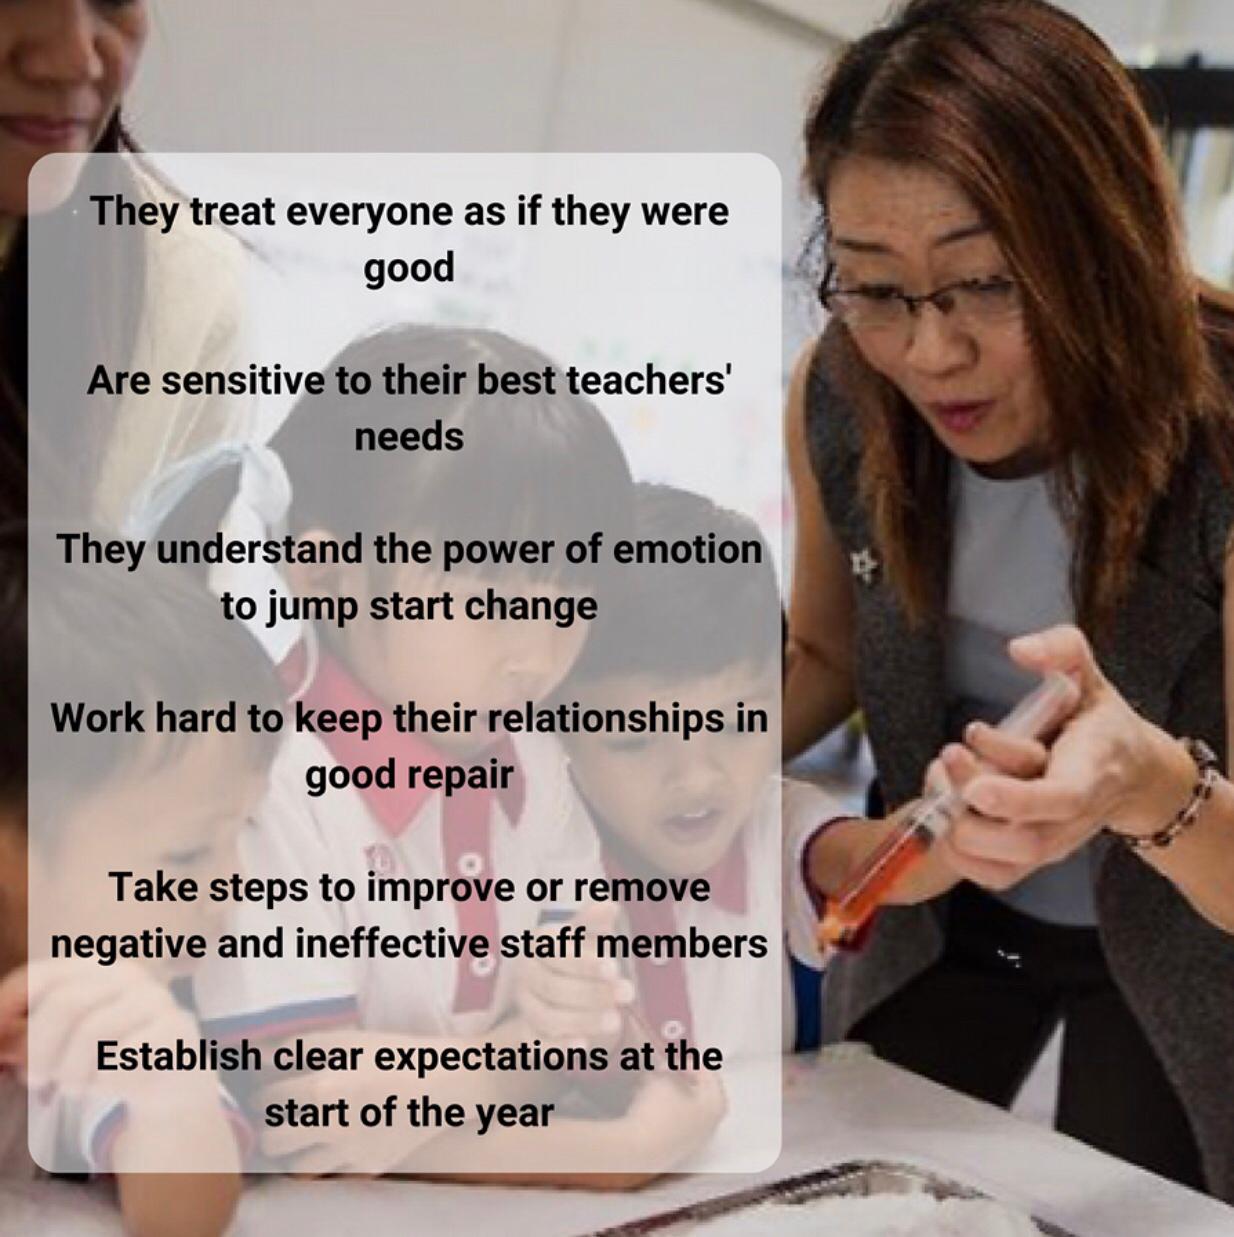 They treat everyone as if they were
good
Are sensitive to their best teachers'
needs
They understand the power of emotion
to jump start change
Work hard to keep their relationships in
good repair
Take steps to improve or remove
negative and ineffective staff members
Establish clear expectations at the
start of the year